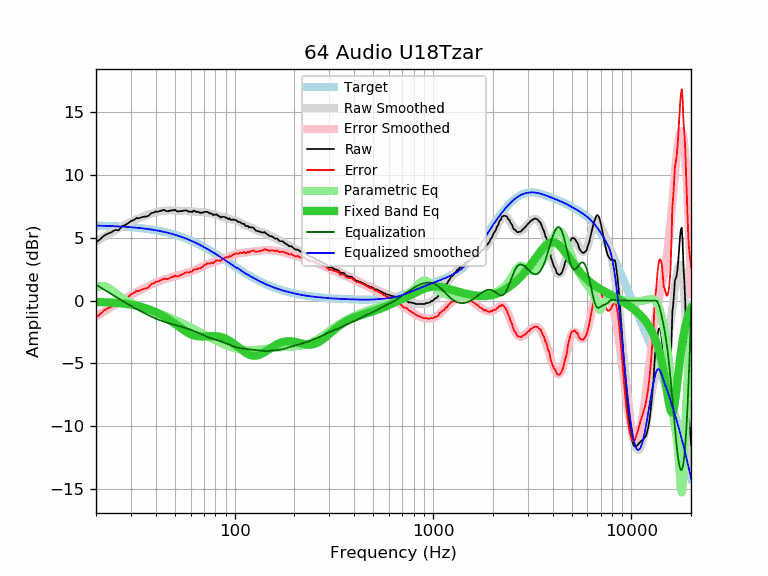 64 Audio U18Tzar
Target
Raw Smoothed
Error Smoothed
Raw
Error
Parametric Eq
Fixed Band Eq
Equalization
Equalized smoothed
15
10
5
0
−5
−10
−15
Amplitude (dBr)
100
1000
10000
Frequency (Hz)